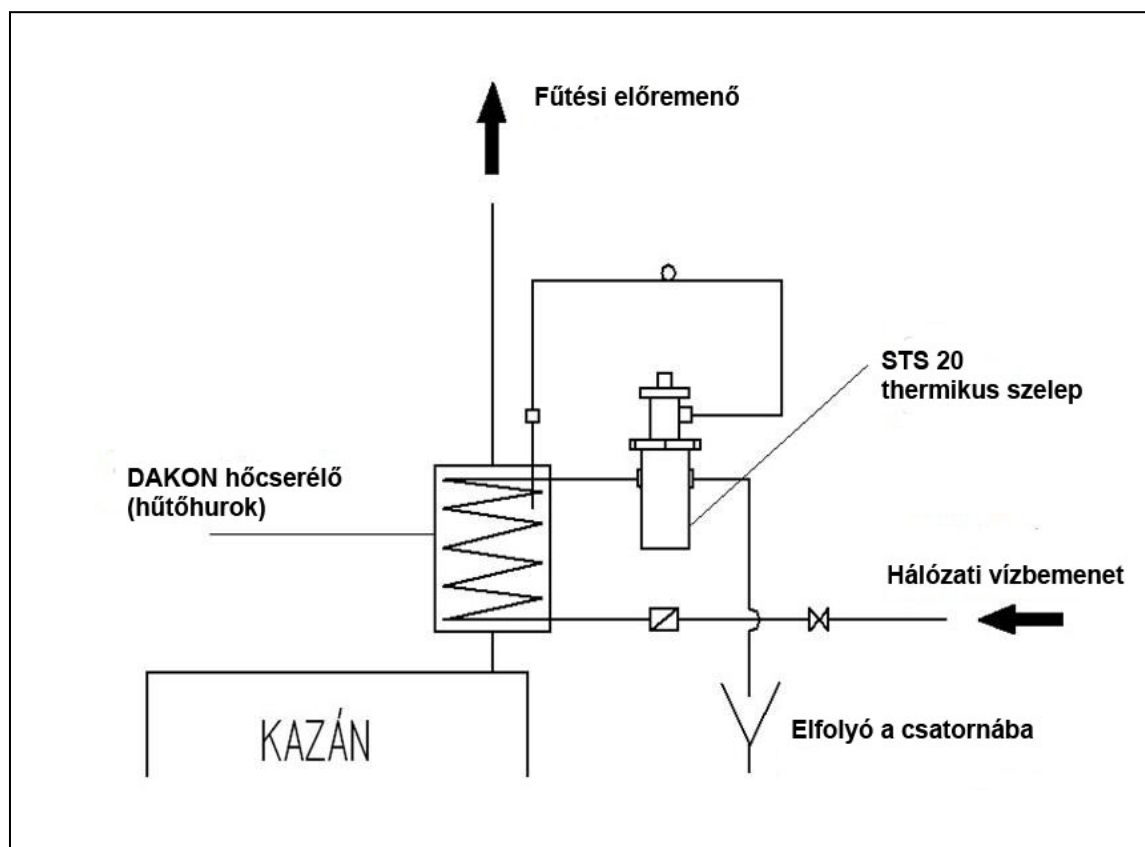 Fűtési előremenő
STS 20
thermikus szelep
DAKON hőcserélő
(hűtőhurok)
Hálózati vízbemenet
Elfolyó a csatornába
KAZÁN